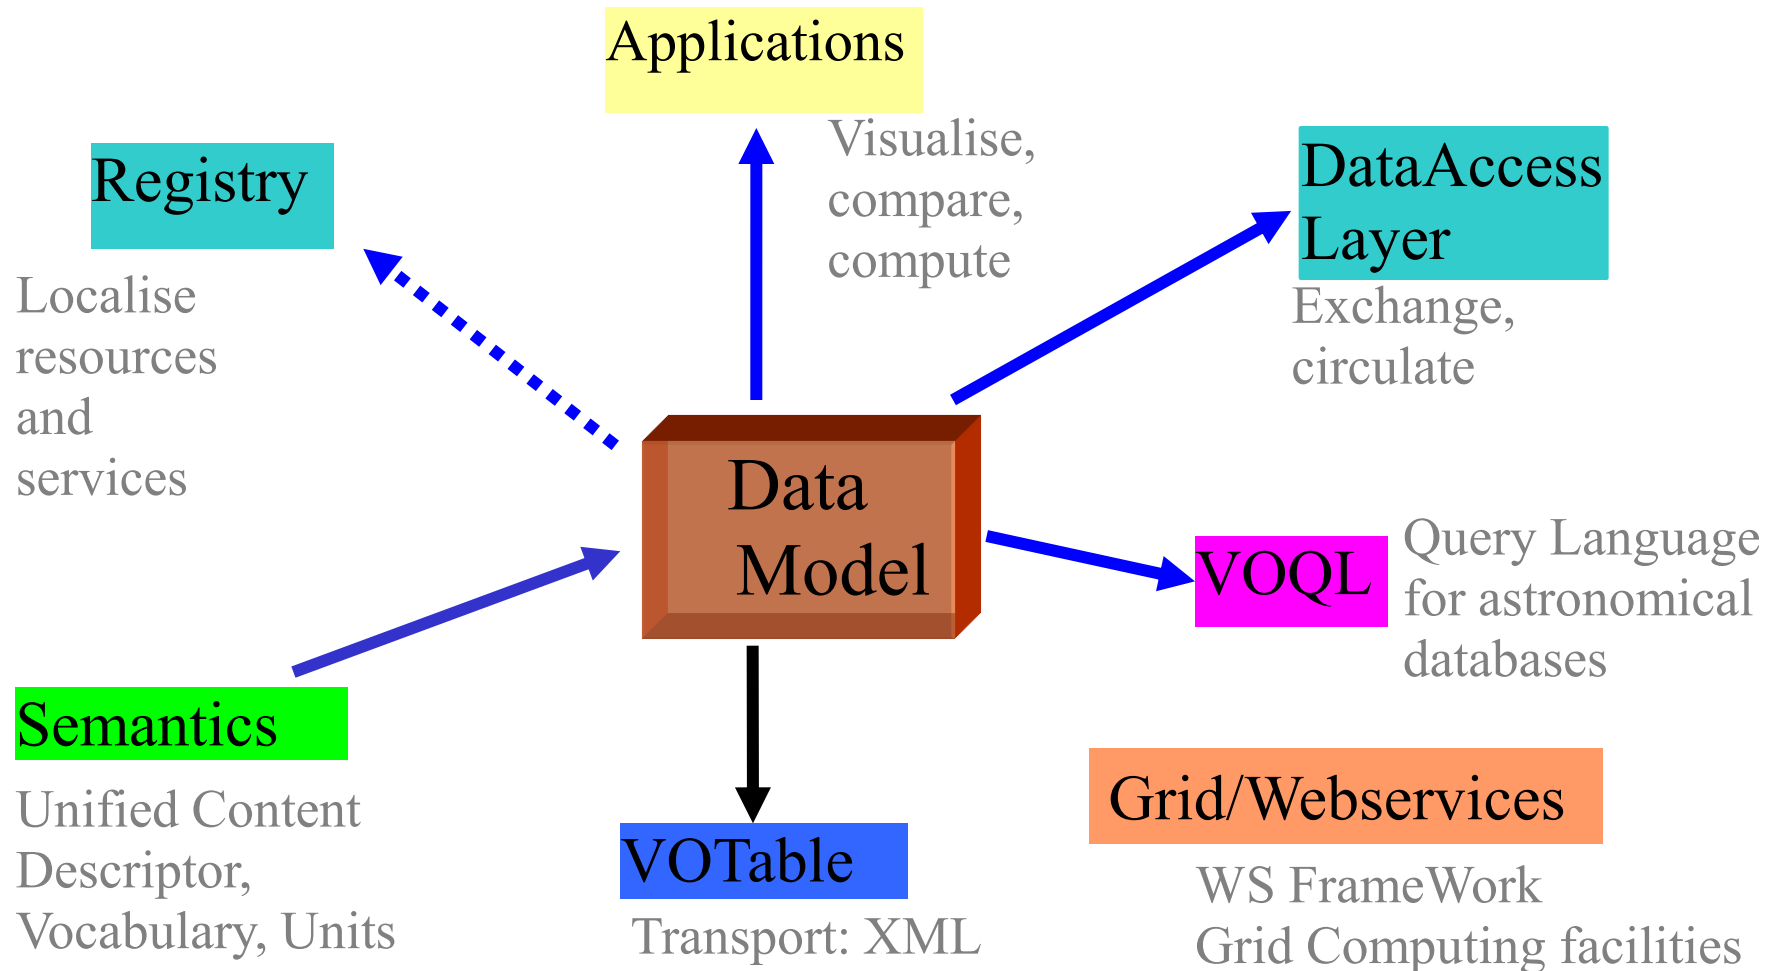 Applications
Visualise,
compare,
compute
Registry
Localise
resources
and
services
DataAccess
Layer
Exchange,
circulate
Data
Model
VOQL
Query Language
for astronomical
databases
Semantics
Unified Content
Descriptor,
Vocabulary, Units
VOTable
Transport: XML
Grid/Webservices
WS FrameWork
Grid Computing facilities